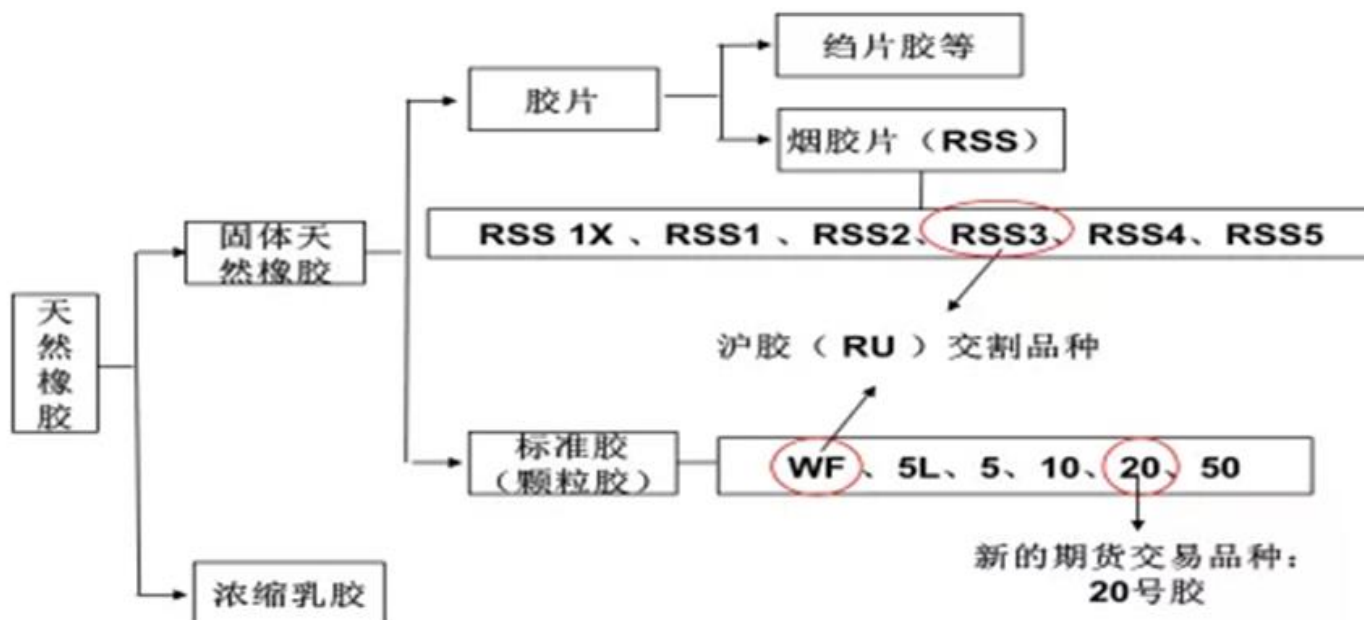 绉片胶等
胶片
烟胶片（RSS）
RSS 1X 、RSS1 、RSS2、RSS3、RSS4、RSS5
固体天
然橡胶
天
然
橡
胶
沪胶（ RU ）交割品种
标准胶
（颗粒胶）
WF 、5L、5、10、20、50
新的期货交易品种：
20号胶
浓缩乳胶